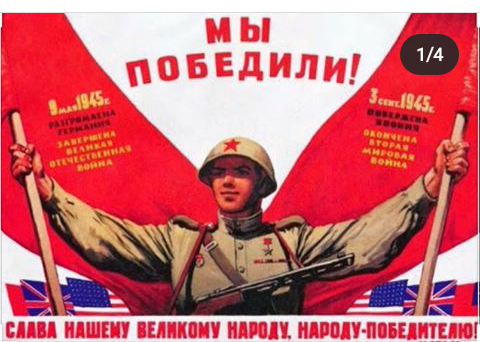 МЫ
ПОБЕДИЛИ!
1/4
9 МАЯ 1945 г.
РАЗГРОМЛЕНА
ГЕРМАНИЯ
ЗАВЕРШЕНА
ВЕЛИКАЯ
ОТЕЧЕСТВЕННАЯ
ВОЙНА
3 СЕНТ. 1945 г.
ПОВЕРЖЕНА
ЯПОНИЯ
ОКОНЧЕНА
ВТОРАЯ
МИРОВАЯ
ВОЙНА
СЛАВА НАШЕМУ ВЕЛИКОМУ НАРОДУ, НАРОДУ-ПОБЕДИТЕЛЮ!